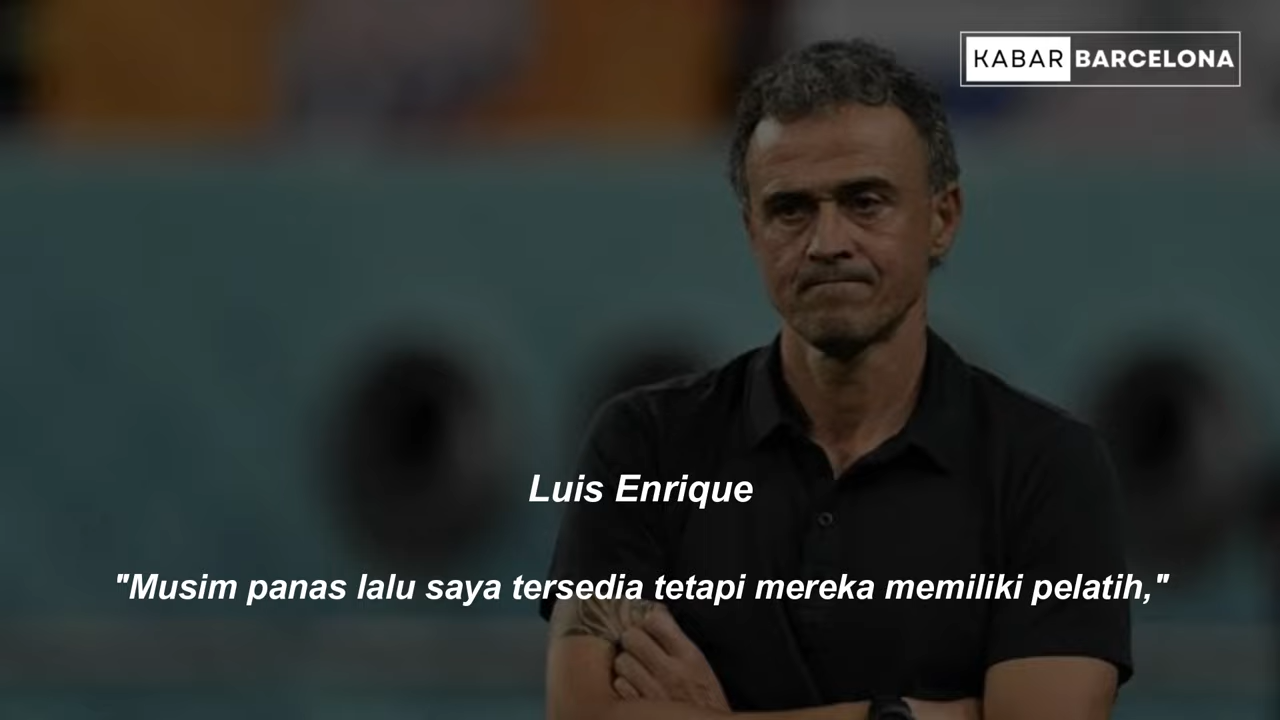 KABAR BARCELONA
Luis Enrique
"Musim panas lalu saya tersedia tetapi mereka memiliki pelatih,"